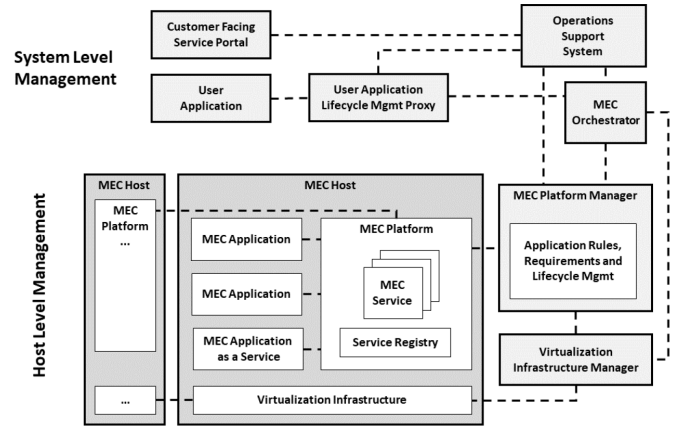 System Level
Management
Customer Facing
Service Portal
Operations
Support
System
User
Application
User Application
Lifecycle Mgmt Proxy
MEC
Orchestrator
Host Level Management
MEC Host
MEC
Platform
...
...
MEC Host
MEC Application
MEC Application
MEC Application
as a Service
MEC Platform
MEC
Service
Service Registry
Virtualization Infrastructure
MEC Platform Manager
Application Rules,
Requirements and
Lifecycle Mgmt
Virtualization
Infrastructure Manager